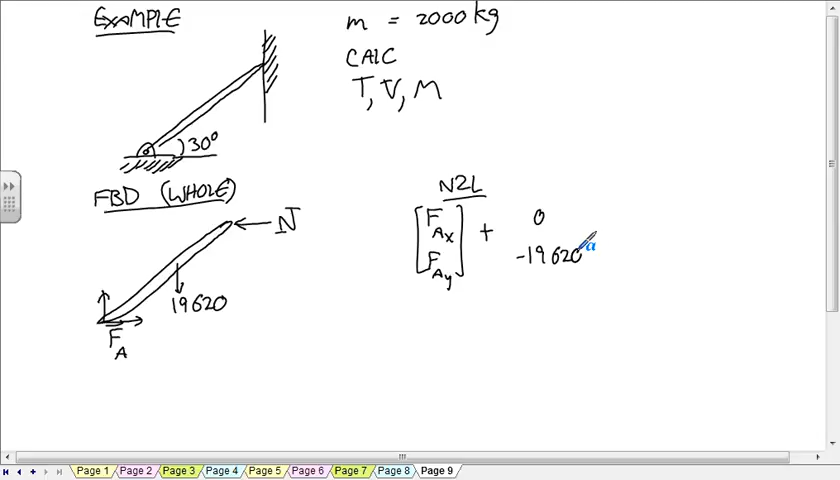 EXAMPLE
m = 2000 kg
CALC
T, V, M
30°
FBD (WHOLE)
N
19620
F
A
N2L
F
Ax
F
Ay
+
0
-19620
a
Page 1 Page 2 Page 3 Page 4 Page 5 Page 6 Page 7 Page 8 Page 9